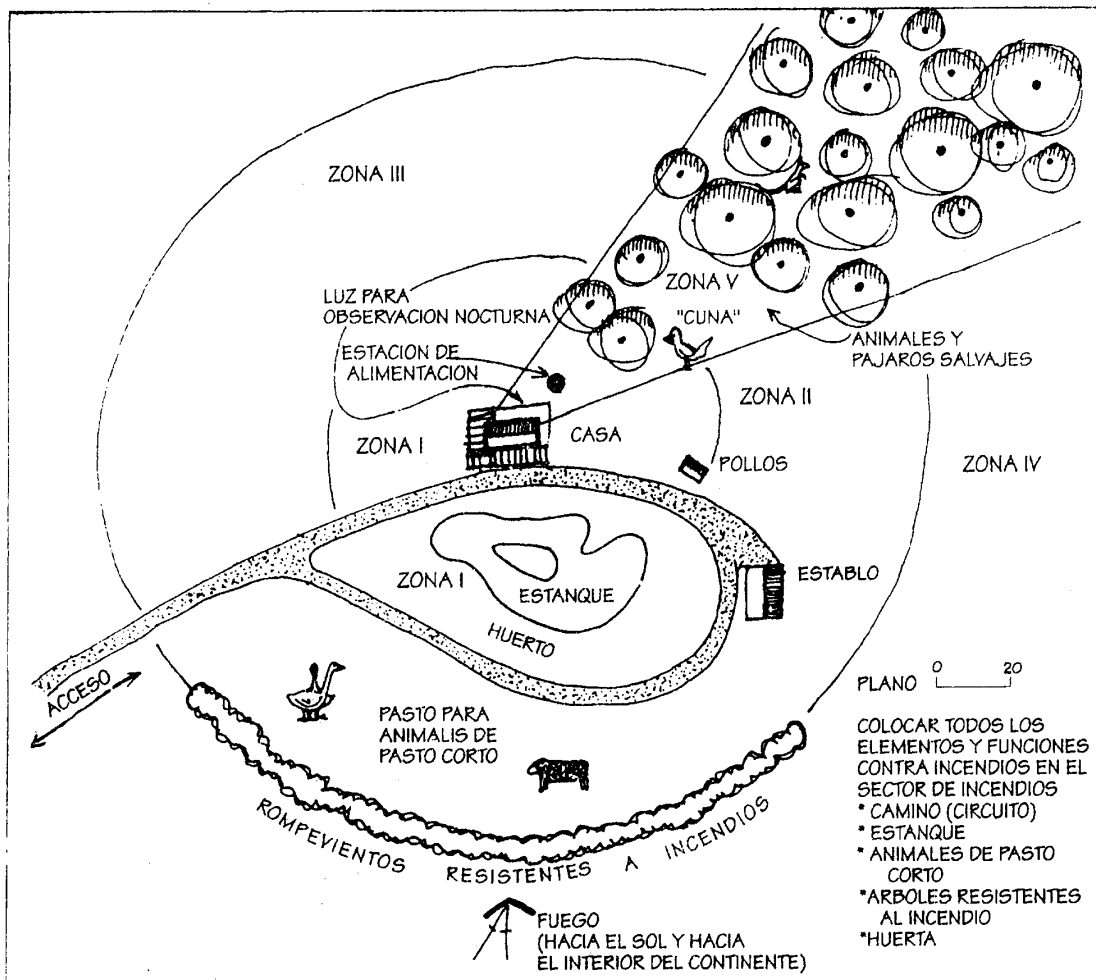 ZONA III
LUZ PARA
OBSERVACION NOCTURNA
ESTACION DE
ALIMENTACION
ZONA V
"CUNA"
ANIMALES Y
PAJAROS SALVAJES
ZONA II
ZONA I
CASA
POLLOS
ZONA IV
ZONA I
ESTANQUE
HUERTO
ESTABLO
ACCESO
PASTO PARA
ANIMALIS DE
PASTO CORTO
ROMPEVIENTOS RESISTENTES A INCENDIOS
PLANO 0 20
COLOCAR TODOS LOS
ELEMENTOS Y FUNCIONES
CONTRA INCENDIOS EN EL
SECTOR DE INCENDIOS
* CAMINO (CIRCUITO)
* ESTANQUE
* ANIMALES DE PASTO
CORTO
*ARBOLES RESISTENTES
AL INCENDIO
*HUERTA
FUEGO
(HACIA EL SOL Y HACIA
EL INTERIOR DEL CONTINENTE)